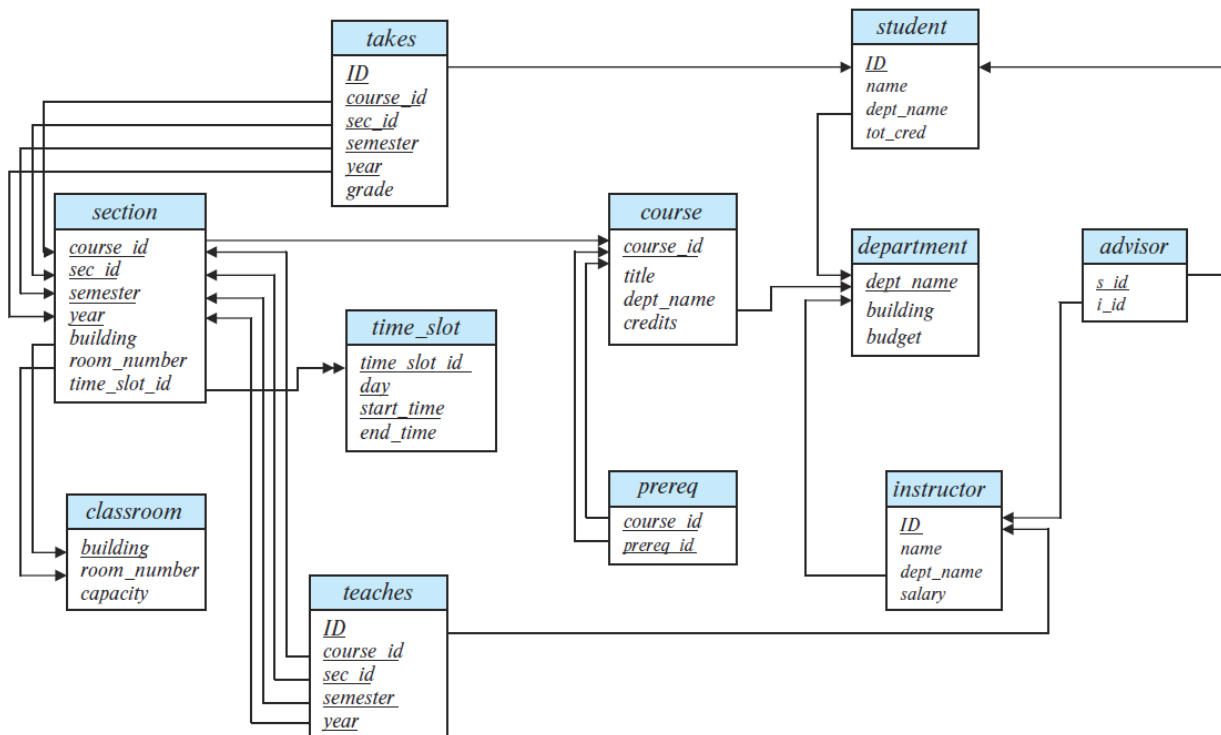 takes
ID
course_id
sec_id
semester
year
grade
student
ID
name
dept_name
tot_cred
section
course_id
sec_id
semester
year
building
room_number
time_slot_id
course
course_id
title
dept_name
credits
department
dept_name
building
budget
advisor
s_id
i_id
time_slot
time_slot_id
day
start_time
end_time
prereq
course_id
prereq_id
instructor
ID
name
dept_name
salary
classroom
building
room_number
capacity
teaches
ID
course_id
sec_id
semester
year